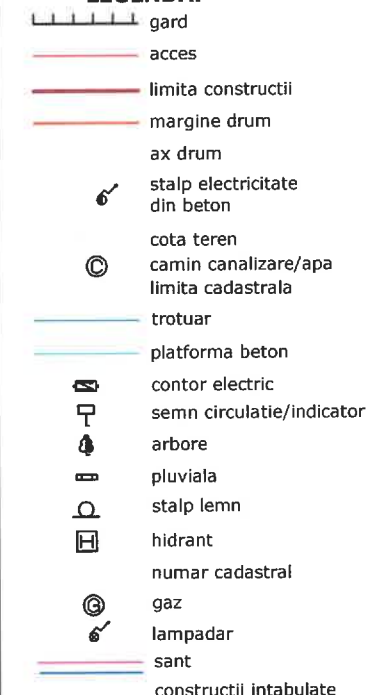 gard
acces
limita constructii
margine drum
ax drum
stalp electricitate
din beton
cota teren
C camin canalizare/apa
limita cadastrala
trotuar
platforma beton
contor electric
semn circulatie/indicator
arbore
pluviala
stalp lemn
H hidrant
numar cadastral
G gaz
lampadar
sant
constructii intabulate